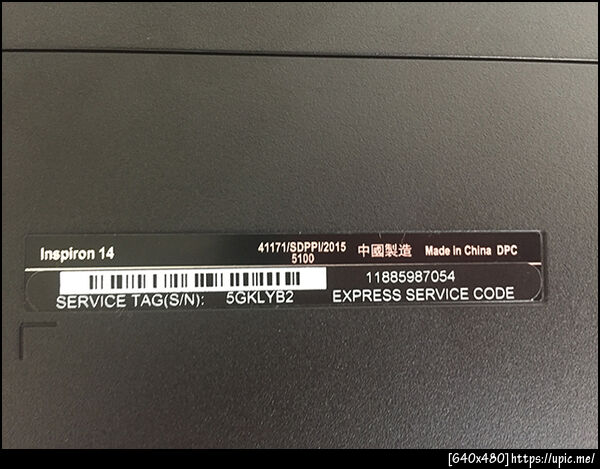 Inspiron 14 41171/SDPPI/2015 中國製造 Made in China DPC
5100
11885987054
SERVICE TAG(S/N): 5GKLYB2 EXPRESS SERVICE CODE
[640x480]https://upic.me/